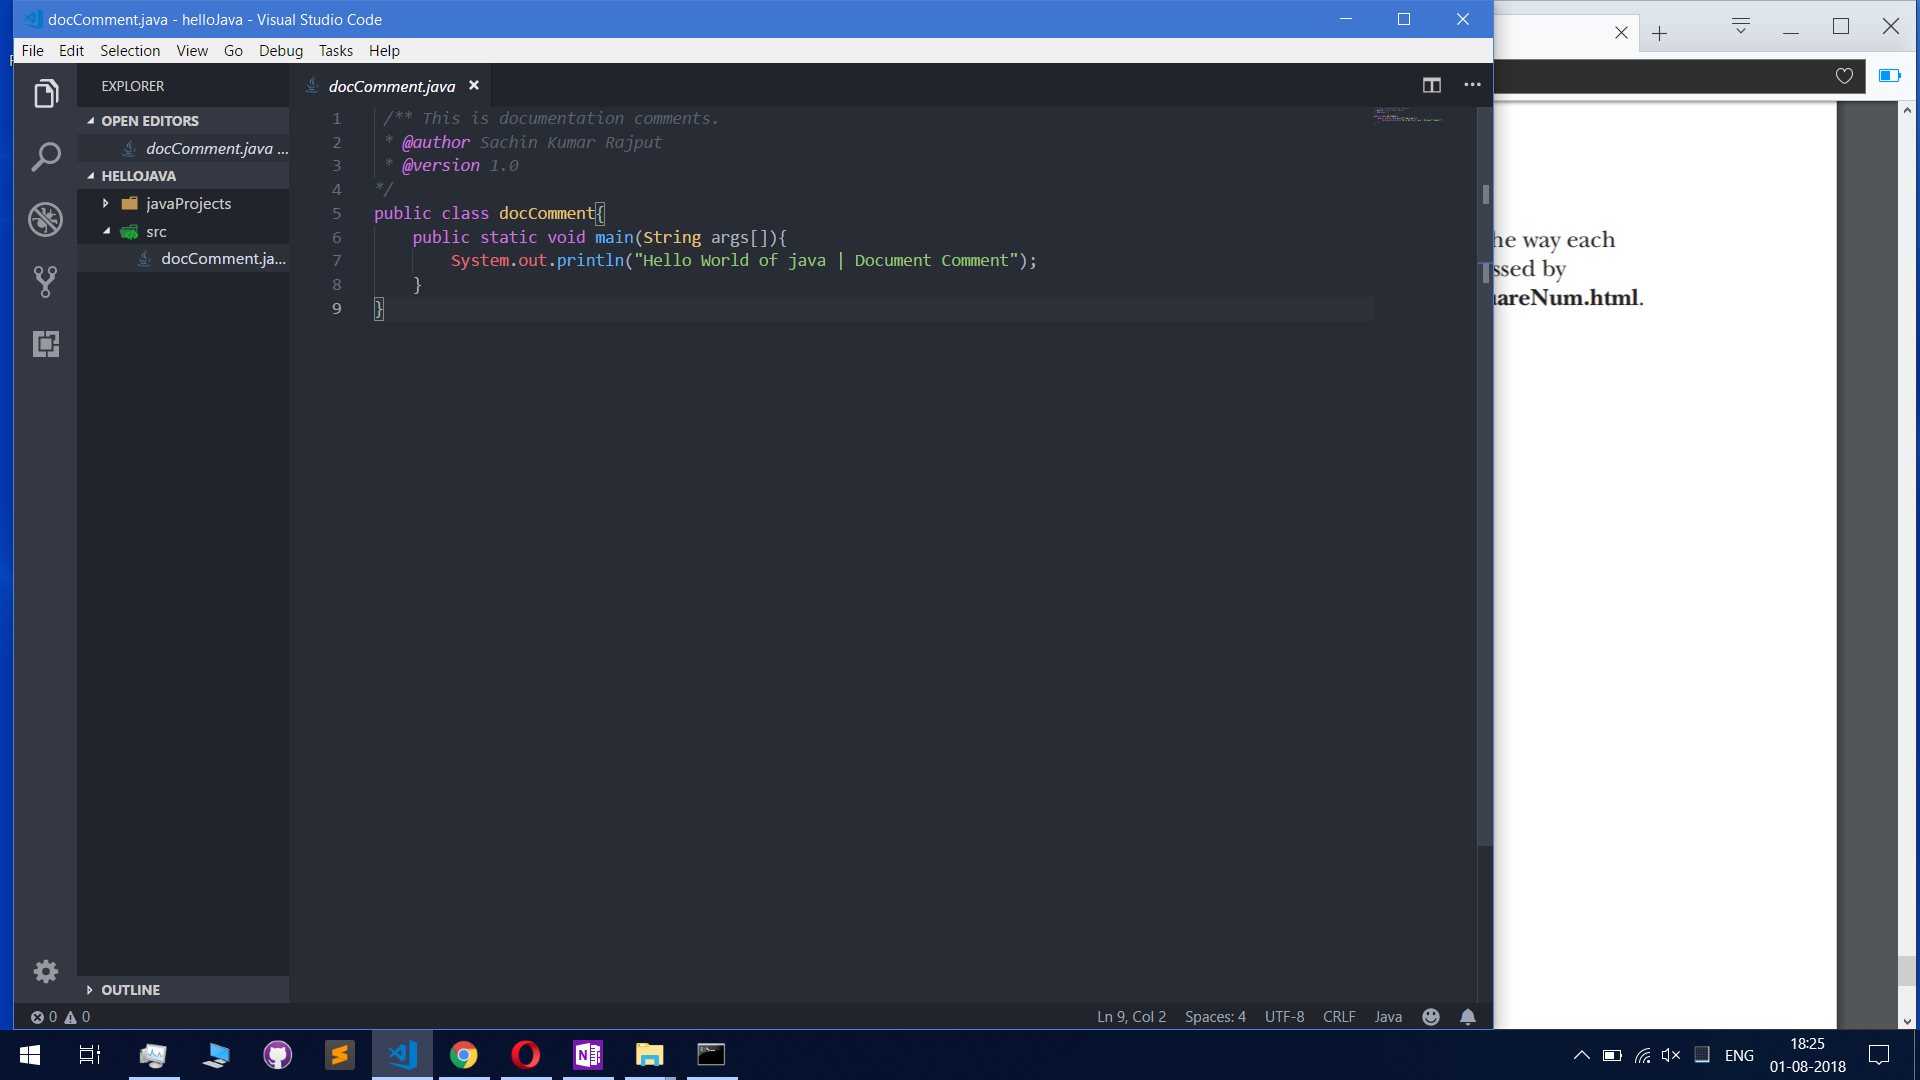 docComment.java - helloJava - Visual Studio Code
File Edit Selection View Go Debug Tasks Help
EXPLORER
OPEN EDITORS
docComment.java ...
HELLOJAVA
javaProjects
src
docComment.ja...
OUTLINE
docComment.java
1 /** This is documentation comments.
2 * @author Sachin Kumar Rajput
3 * @version 1.0
4 */
5 public class docComment{
6 public static void main(String args[]){
7 System.out.println("Hello World of java | Document Comment");
8 }
9 }
0 0
Ln 9, Col 2 Spaces: 4 UTF-8 CRLF Java
way each
by
ENG
18:25
01-08-2018